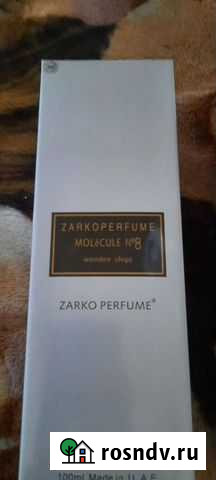 ZARKOPERFUME
MOLéCULE Nº8
wooden chips
ZARKO PERFUME®
100ml Made in U.A.E
rosndv.ru